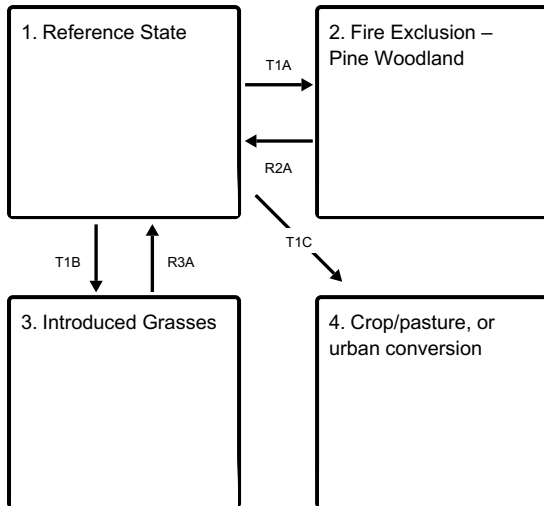 1. Reference State
2. Fire Exclusion –
Pine Woodland
T1A
R2A
T1C
T1B
R3A
3. Introduced Grasses
4. Crop/pasture, or
urban conversion